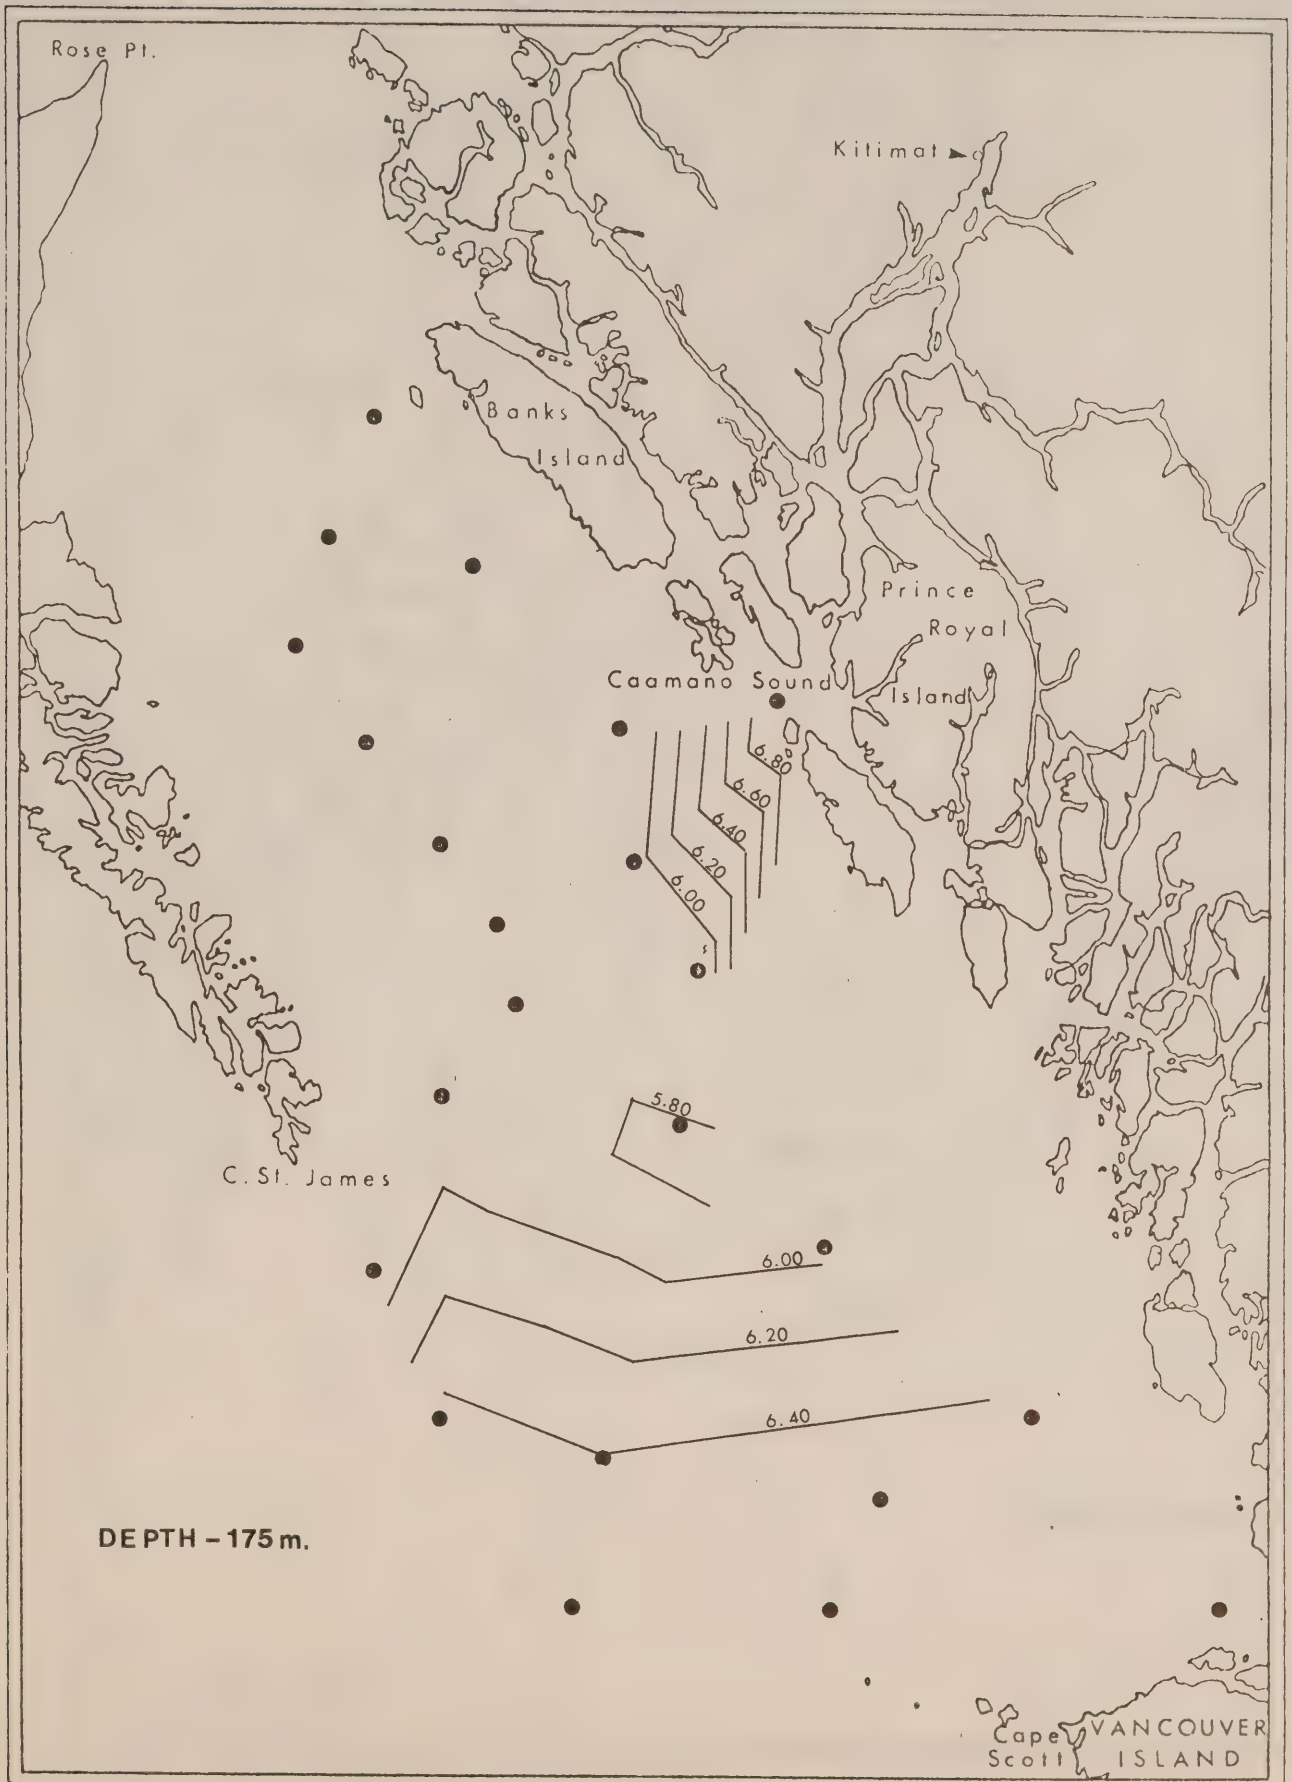 Rose Pt.
Kitimat
Banks
Island
Prince
Royal
Island
Caamano Sound
6.80
6.60
6.40
6.20
6.00
5.80
C. St. James
6.00
6.20
6.40
DEPTH - 175 m.
Cape
Scott
VANCOUVER
ISLAND